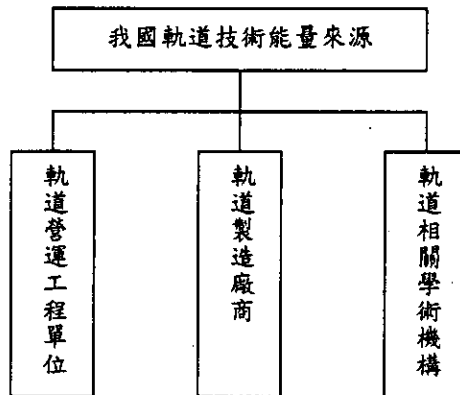 我國軌道技術能量來源
軌道營運工程單位
軌道製造廠商
軌道相關學術機構